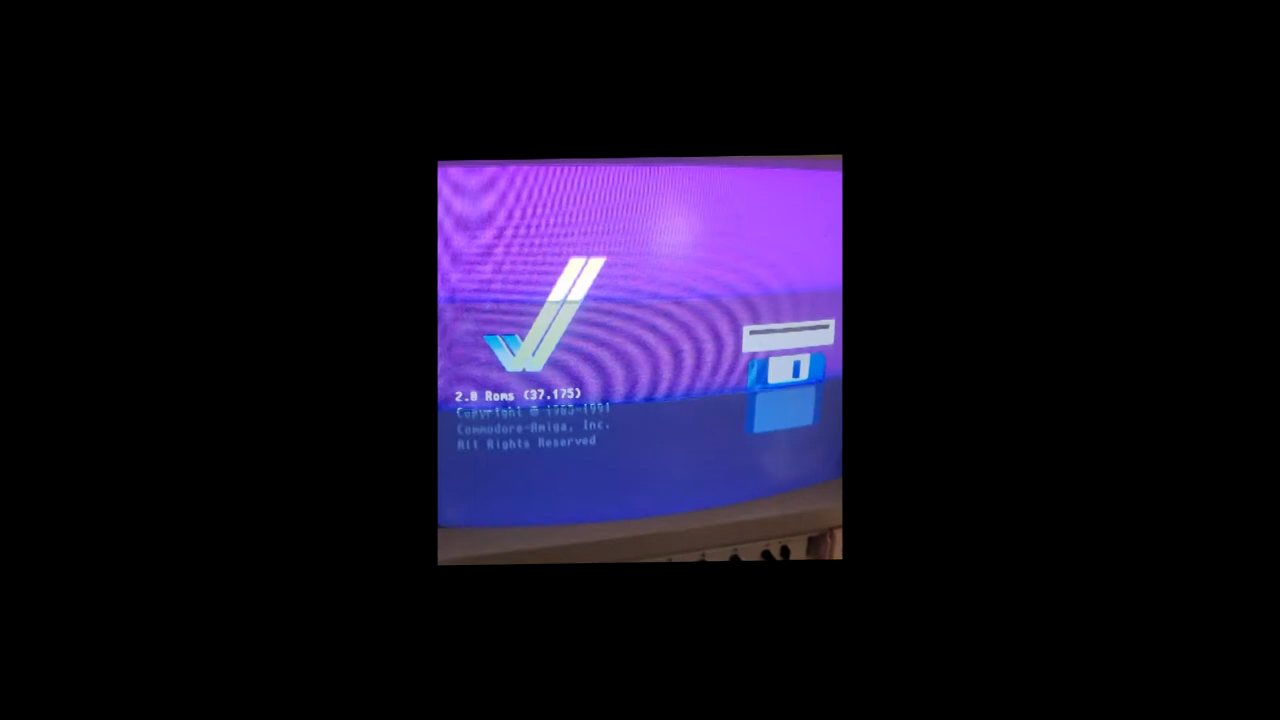 2.0 Roms (37.175)
Copyright © 1985-1991
Commodore-Amiga, Inc.
All Rights Reserved